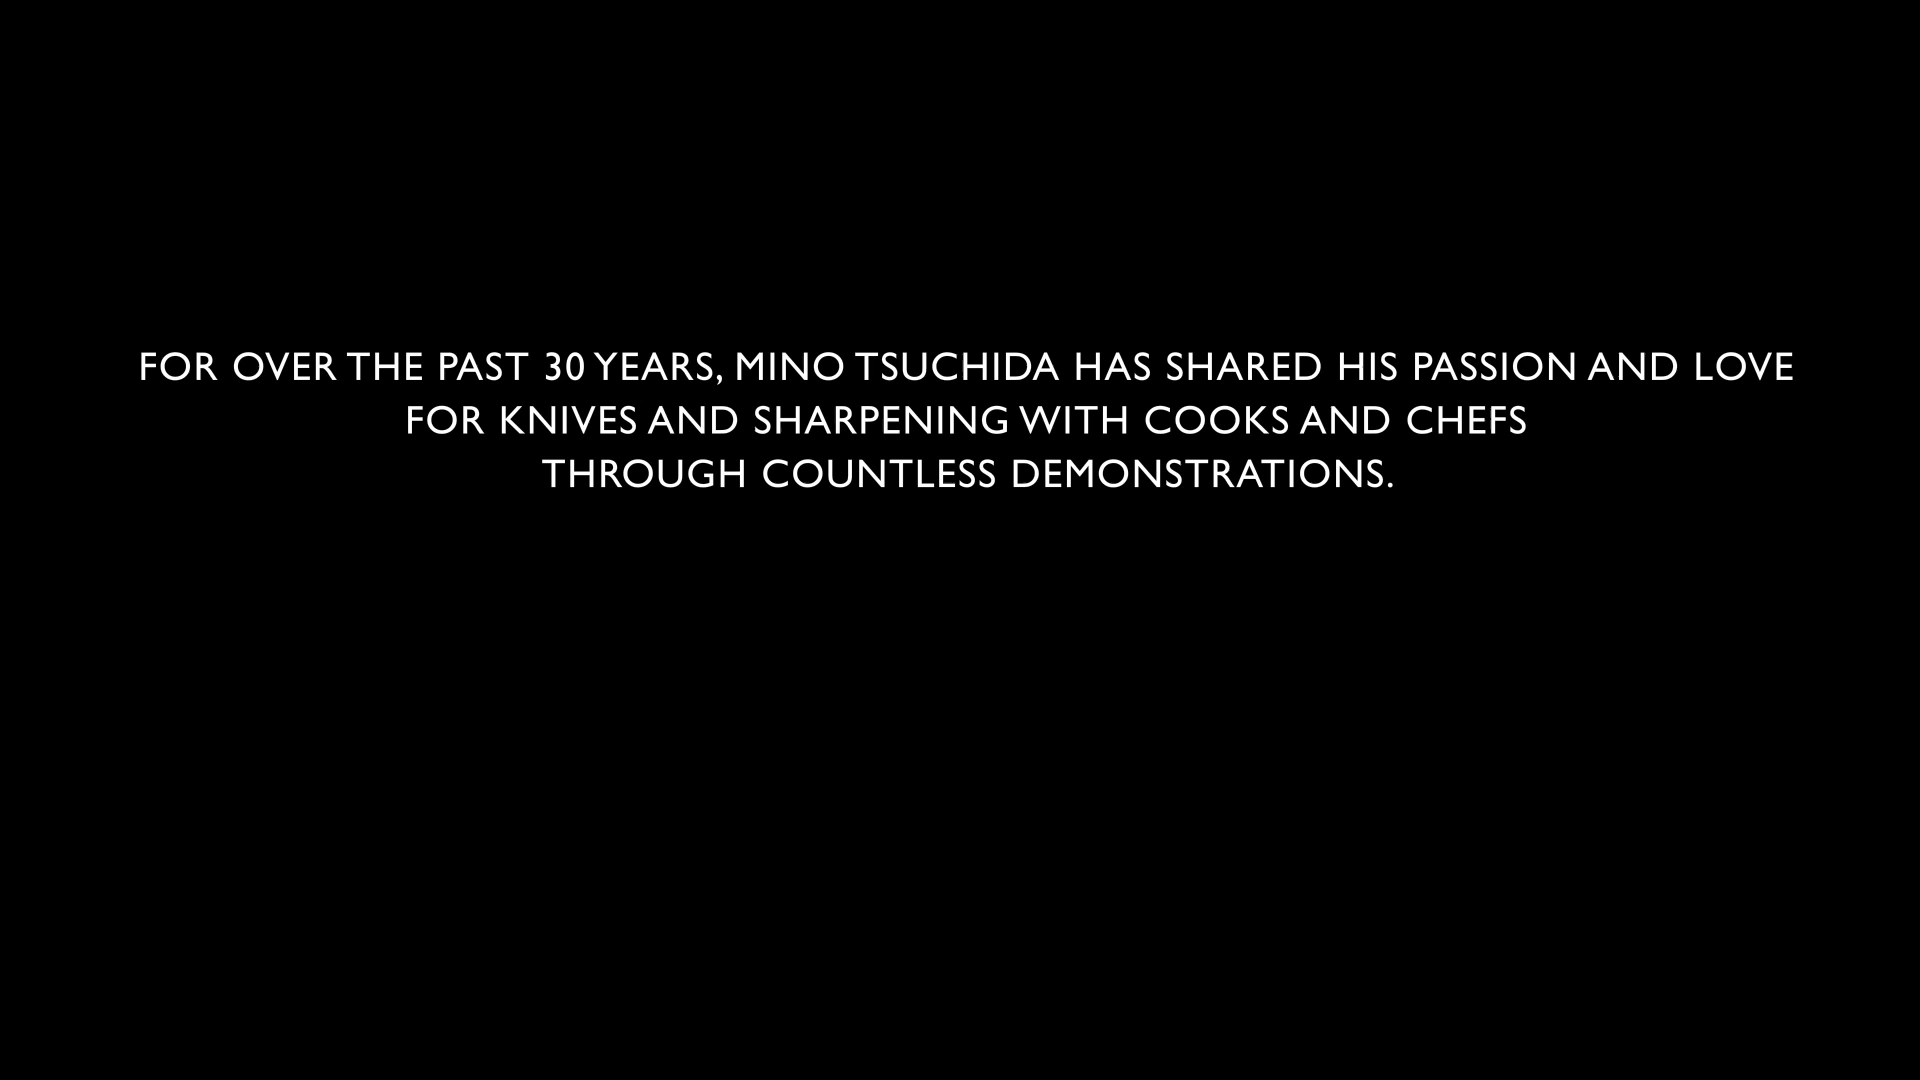 FOR OVER THE PAST 30 YEARS, MINO TSUCHIDA HAS SHARED HIS PASSION AND LOVE
FOR KNIVES AND SHARPENING WITH COOKS AND CHEFS
THROUGH COUNTLESS DEMONSTRATIONS.